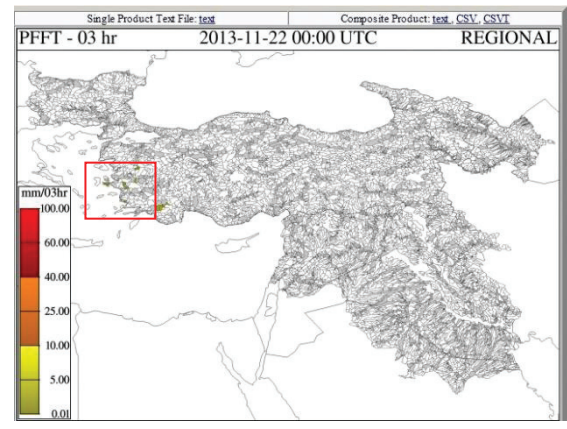 Single Product Text File: text Composite Product: text , CSV , CSVT
PFFT - 03 hr 2013-11-22 00:00 UTC REGIONAL
mm/03hr
100.00
60.00
40.00
25.00
10.00
5.00
0.01